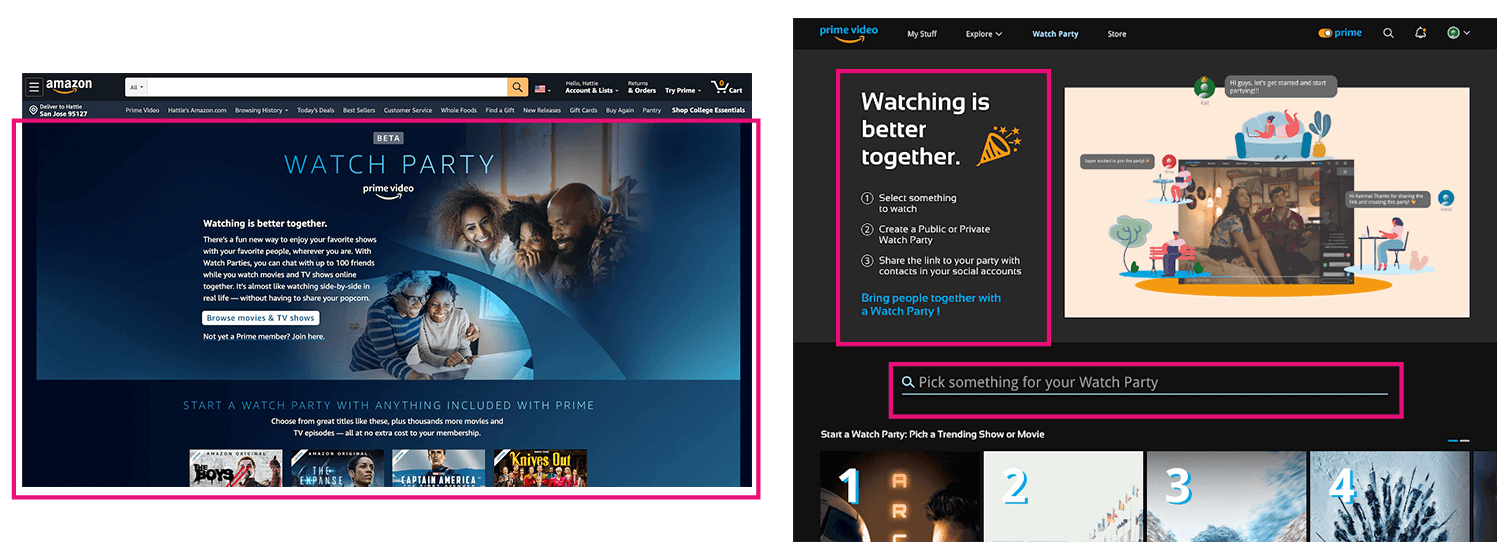 amazon
All
Hello, Hattie
Account & Lists
Returns
& Orders
Try Prime
0
Cart
Deliver to Hattie
San Jose 95127
Prime Video
Hattie's Amazon.com
Browsing History
Today's Deals
Best Sellers
Customer Service
Whole Foods
Find a Gift
New Releases
Gift Cards
Buy Again
Pantry
Shop College Essentials
BETA
WATCH PARTY
prime video
Watching is better together.
There's a fun new way to enjoy your favorite shows
with your favorite people, wherever you are. With
Watch Parties, you can chat with up to 100 friends
while you watch movies and TV shows online
together. It's almost like watching side-by-side in
real life — without having to share your popcorn.
Browse movies & TV shows
Not yet a Prime member? Join here.
START A WATCH PARTY WITH ANYTHING INCLUDED WITH PRIME
Choose from great titles like these, plus thousands more movies and
TV episodes — all at no extra cost to your membership.
AMAZON ORIGINAL
THE
BOYS
AMAZON ORIGINAL
THE
EXPANSE
CAPTAIN AMERICA
Knives Out
prime video
My Stuff
Explore
Watch Party
Store
prime
Watching is
better
together.
1 Select something
to watch
2 Create a Public or Private
Watch Party
3 Share the link to your party with
contacts in your social accounts
Bring people together with
a Watch Party !
Hi guys, let's get started and start
partying!!!
Kat
Super excited to join the party!
Hi Katrina! Thanks for sharing the
link and creating this party!
Pick something for your Watch Party
Start a Watch Party: Pick a Trending Show or Movie
1
A
R
2
3
4